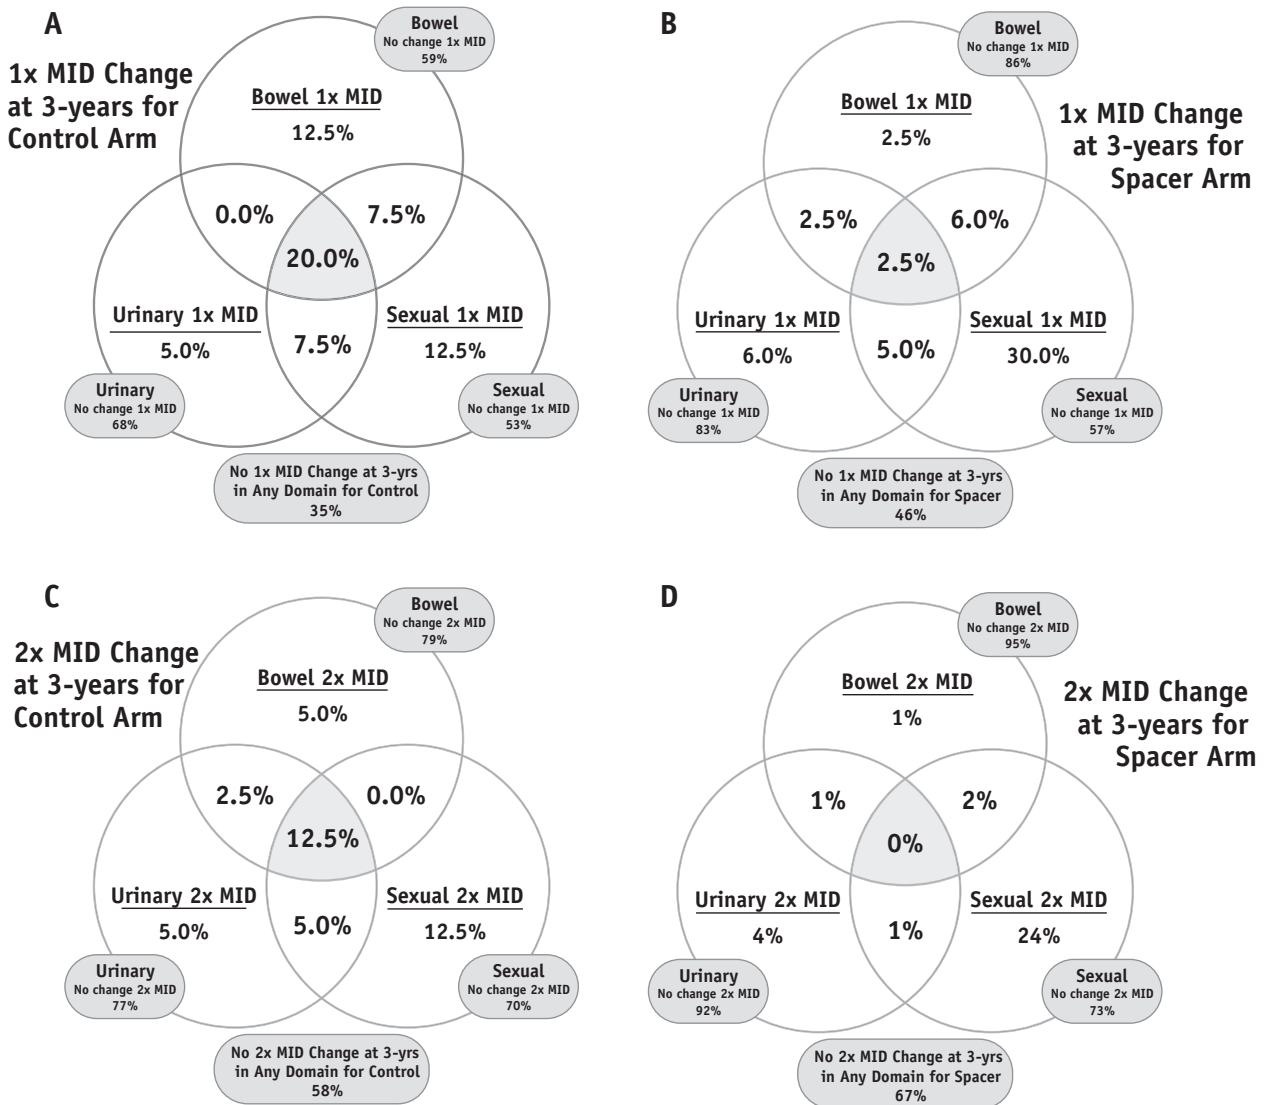 A
1x MID Change
at 3-years for
Control Arm
Bowel
No change 1x MID
59%
Bowel 1x MID
12.5%
0.0%
7.5%
20.0%
Urinary 1x MID
5.0%
7.5%
Sexual 1x MID
12.5%
Urinary
No change 1x MID
68%
Sexual
No change 1x MID
53%
No 1x MID Change at 3-yrs
in Any Domain for Control
35%
B
1x MID Change
at 3-years for
Spacer Arm
Bowel
No change 1x MID
86%
Bowel 1x MID
2.5%
2.5%
6.0%
2.5%
Urinary 1x MID
6.0%
5.0%
Sexual 1x MID
30.0%
Urinary
No change 1x MID
83%
Sexual
No change 1x MID
57%
No 1x MID Change at 3-yrs
in Any Domain for Spacer
46%
C
2x MID Change
at 3-years for
Control Arm
Bowel
No change 2x MID
79%
Bowel 2x MID
5.0%
2.5%
0.0%
12.5%
Urinary 2x MID
5.0%
5.0%
Sexual 2x MID
12.5%
Urinary
No change 2x MID
77%
Sexual
No change 2x MID
70%
No 2x MID Change at 3-yrs
in Any Domain for Control
58%
D
2x MID Change
at 3-years for
Spacer Arm
Bowel
No change 2x MID
95%
Bowel 2x MID
1%
1%
2%
0%
Urinary 2x MID
4%
1%
Sexual 2x MID
24%
Urinary
No change 2x MID
92%
Sexual
No change 2x MID
73%
No 2x MID Change at 3-yrs
in Any Domain for Spacer
67%